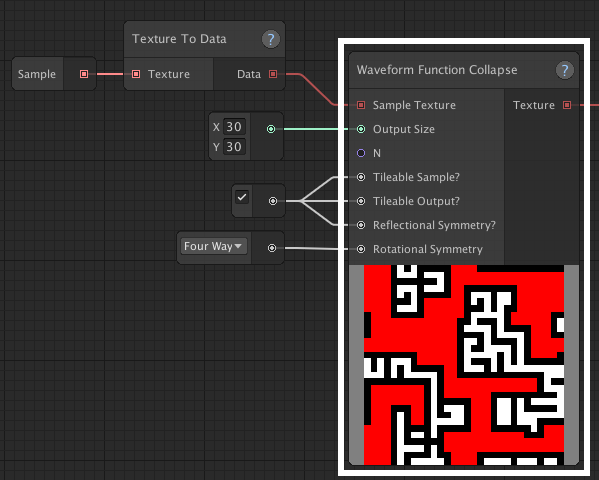 Texture To Data ?
Sample
Texture
Data
Waveform Function Collapse ?
Sample Texture
Texture
X 30
Y 30
Output Size
N
Tileable Sample?
Tileable Output?
Reflectional Symmetry?
Four Way
Rotational Symmetry